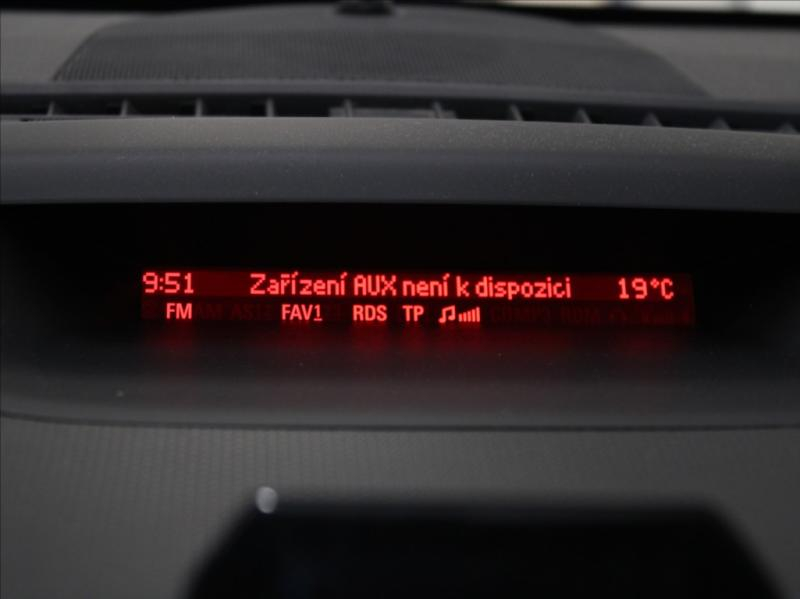 9:51 Zařízení AUX není k dispozici 19°C
FM FAV1 RDS TP